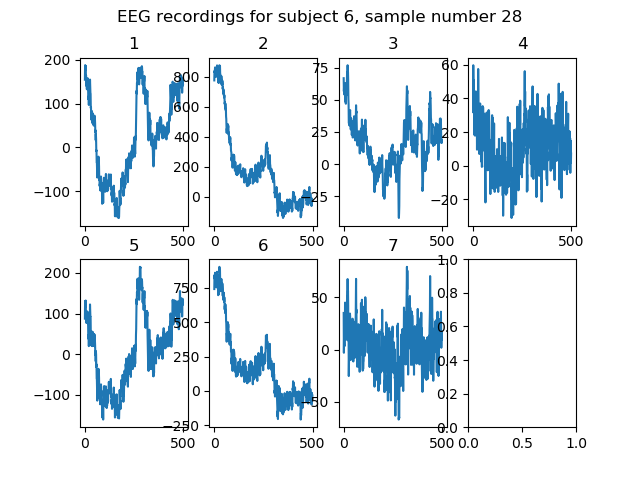 EEG recordings for subject 6, sample number 28
1 2 3 4
200 100 0 −100
800 600 400 200 0
75 50 25 0 −25
60 40 20 0 −20
0 500 0 500 0 500 0 500
5 6 7
200 100 0 −100
750 500 250 0 −250
50 0 −50
1.0 0.8 0.6 0.4 0.2 0.0
0 500 0 500 0 500 0.0 0.5 1.0